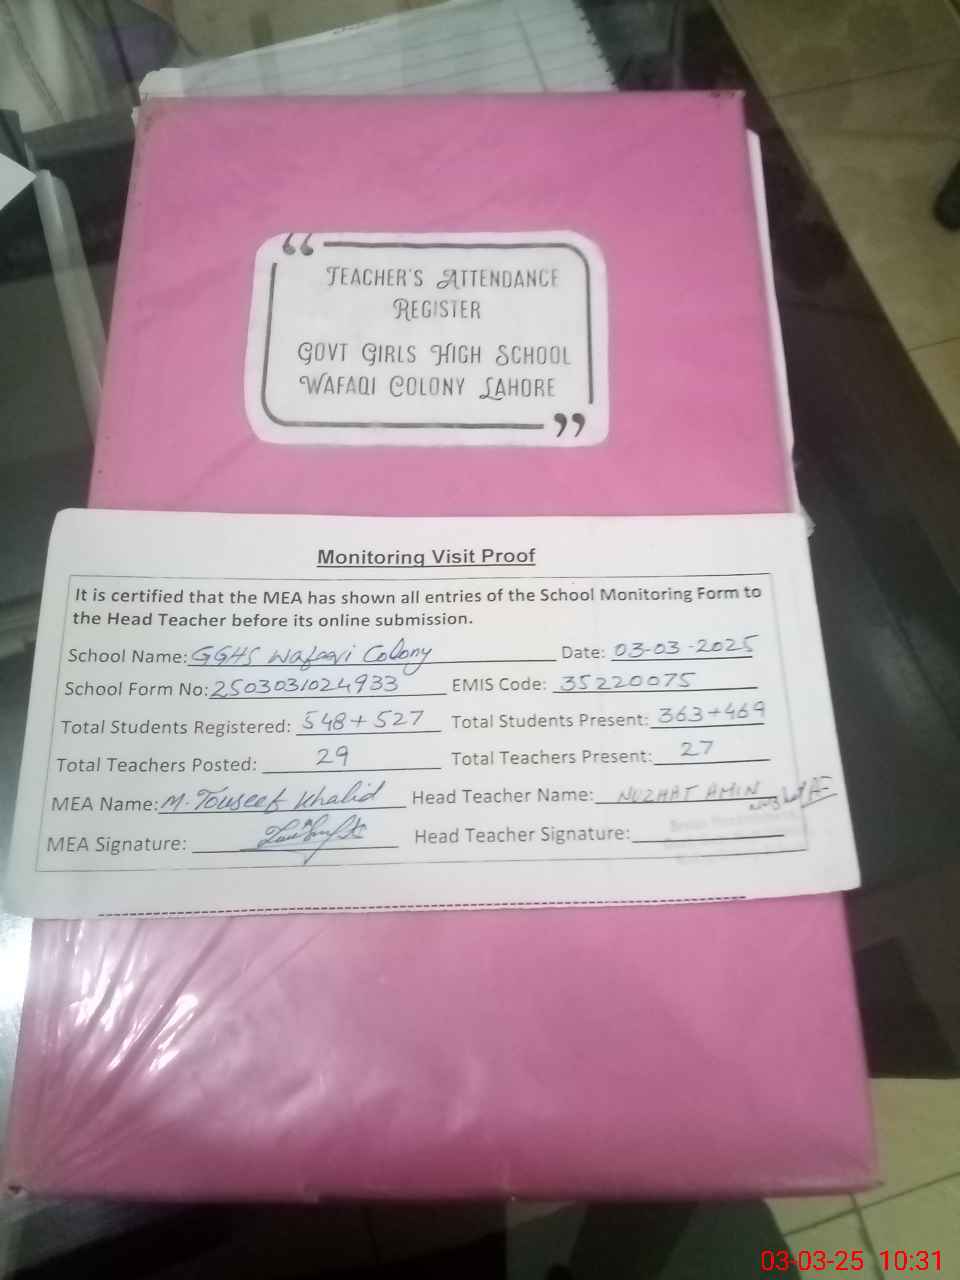 “
TEACHER'S ATTENDANCE
REGISTER
GOVT GIRLS HIGH SCHOOL
WAFAQI COLONY LAHORE
”
Monitoring Visit Proof
It is certified that the MEA has shown all entries of the School Monitoring Form to
the Head Teacher before its online submission.
School Name: GGHS Wafaqi Colony Date: 03-03-2025
School Form No: 2503031024933 EMIS Code: 35220075
Total Students Registered: 548+527 Total Students Present: 363+469
Total Teachers Posted: 29 Total Teachers Present: 27
MEA Name: M. Touseef Khalid Head Teacher Name: NUZHAT AMIN
MEA Signature: Head Teacher Signature:
03-03-25 10:31